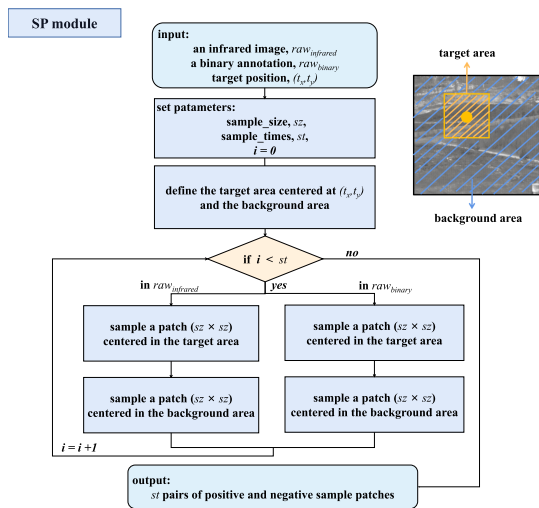 SP module
input:
an infrared image, raw_infrared
a binary annotation, raw_binary
target position, (t_x,t_y)
target area
set patameters:
sample_size, sz,
sample_times, st,
i = 0
define the target area centered at (t_x,t_y)
and the background area
background area
if i < st
no
in raw_infrared
yes
in raw_binary
sample a patch (sz × sz)
centered in the target area
sample a patch (sz × sz)
centered in the target area
sample a patch (sz × sz)
centered in the background area
sample a patch (sz × sz)
centered in the background area
i = i +1
output:
st pairs of positive and negative sample patches